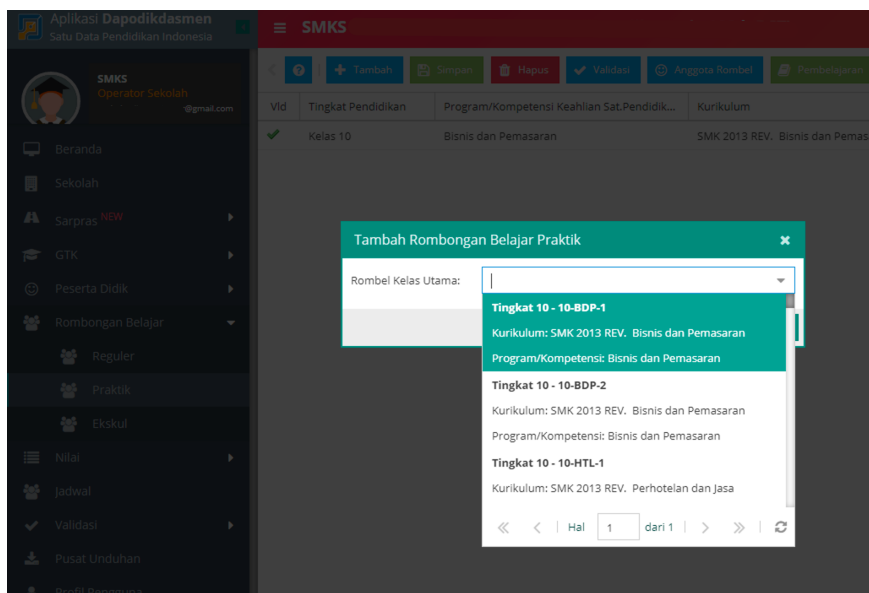 Aplikasi Dapodikdasmen
Satu Data Pendidikan Indonesia
SMKS
SMKS
Operator Sekolah
@gmail.com
Tambah
Simpan
Hapus
Validasi
Anggota Rombel
Pembelajaran
Vld
Tingkat Pendidikan
Program/Kompetensi Keahlian Sat.Pendidik...
Kurikulum
Kelas 10
Bisnis dan Pemasaran
SMK 2013 REV. Bisnis dan Pemas
Beranda
Sekolah
Sarpras NEW
GTK
Peserta Didik
Rombongan Belajar
Reguler
Praktik
Ekskul
Nilai
Jadwal
Validasi
Pusat Unduhan
Profil Pengguna
Tambah Rombongan Belajar Praktik
Rombel Kelas Utama:
Tingkat 10 - 10-BDP-1
Kurikulum: SMK 2013 REV. Bisnis dan Pemasaran
Program/Kompetensi: Bisnis dan Pemasaran
Tingkat 10 - 10-BDP-2
Kurikulum: SMK 2013 REV. Bisnis dan Pemasaran
Program/Kompetensi: Bisnis dan Pemasaran
Tingkat 10 - 10-HTL-1
Kurikulum: SMK 2013 REV. Perhotelan dan Jasa
Hal 1 dari 1